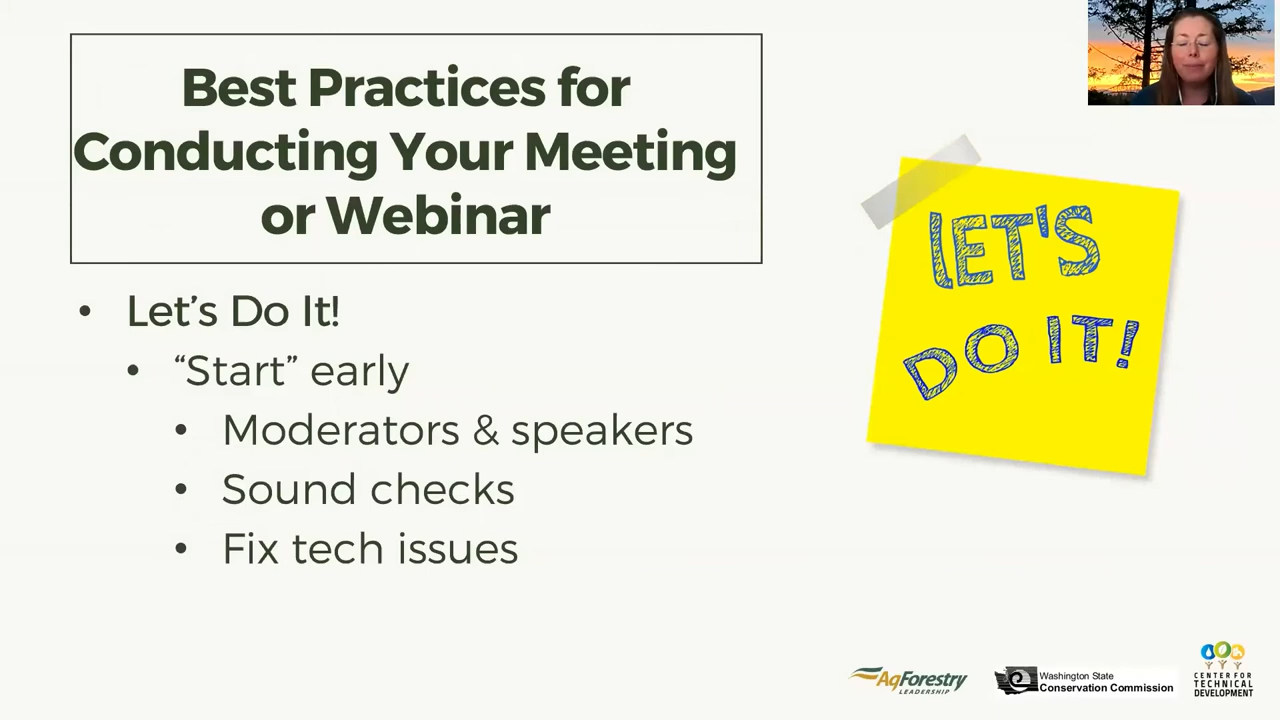 Best Practices for
Conducting Your Meeting
or Webinar
• Let’s Do It!
• “Start” early
• Moderators & speakers
• Sound checks
• Fix tech issues
LET'S
DO IT!
AgForestry
LEADERSHIP
Washington State
Conservation Commission
CENTER FOR
TECHNICAL
DEVELOPMENT